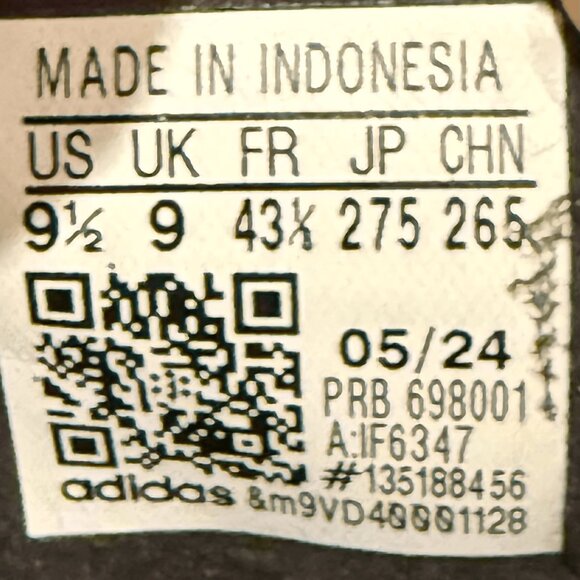 MADE IN INDONESIA
US UK FR JP CHN
9½ 9 43⅓ 275 265
05/24
PRB 698001
A:IF6347
#135188456
adidas &m9VD40001128